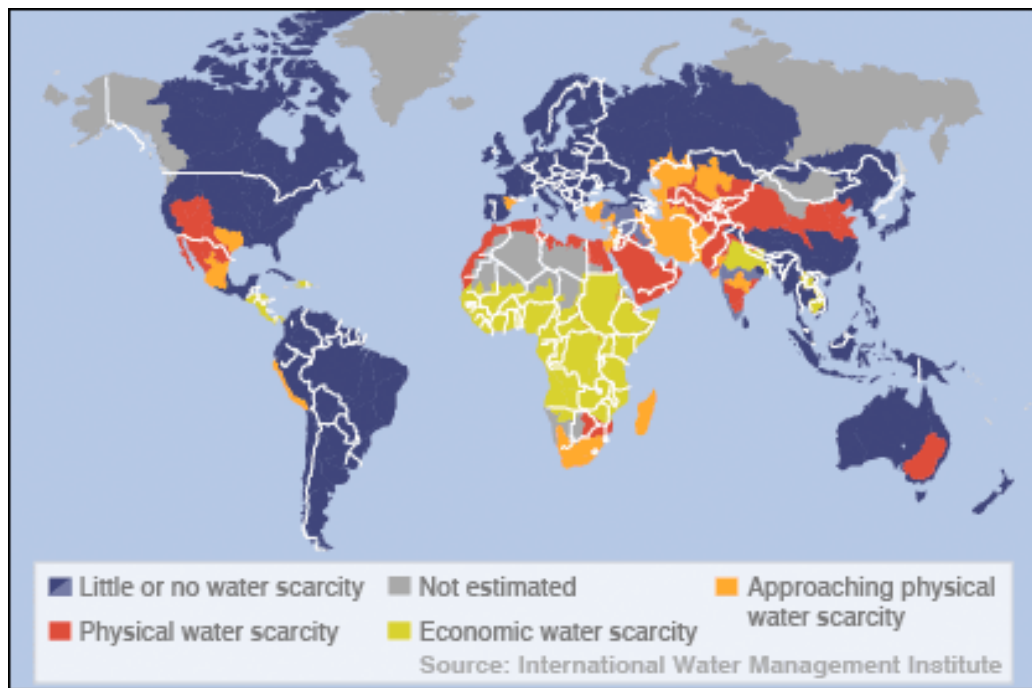 Little or no water scarcity
Not estimated
Approaching physical
water scarcity
Physical water scarcity
Economic water scarcity
Source: International Water Management Institute